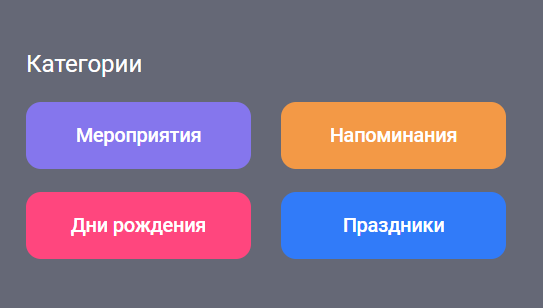 Категории
Мероприятия
Напоминания
Дни рождения
Праздники